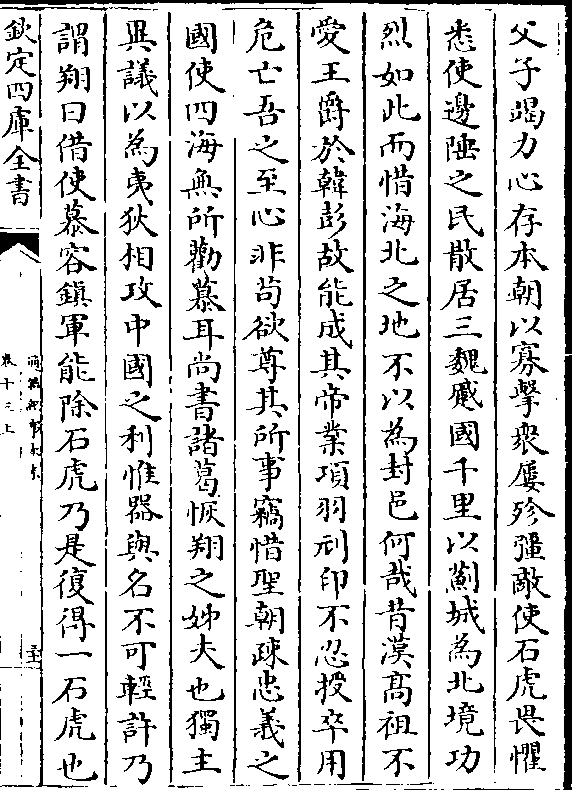 父子竭力心存本朝以寡擊衆屢殄强敵使石虎畏懼
悉使邊陲之民散居三魏蹙國千里以薊城為北境功
烈如此而惜海北之地不以為封邑何哉昔漢髙祖不
愛王爵於韓彭故能成其帝業項羽刓印不忍授卒用
危亡吾之至心非苟欲尊其所事竊惜聖朝疎忠義之
國使四海無所勸慕耳尚書諸葛恢翔之姊夫也獨主
異議以為夷狄相攻中國之利惟器與名不可輕許乃
謂翔曰借使慕容鎮軍能除石虎乃是復得一石虎也
欽定四庫全書
卷十三上